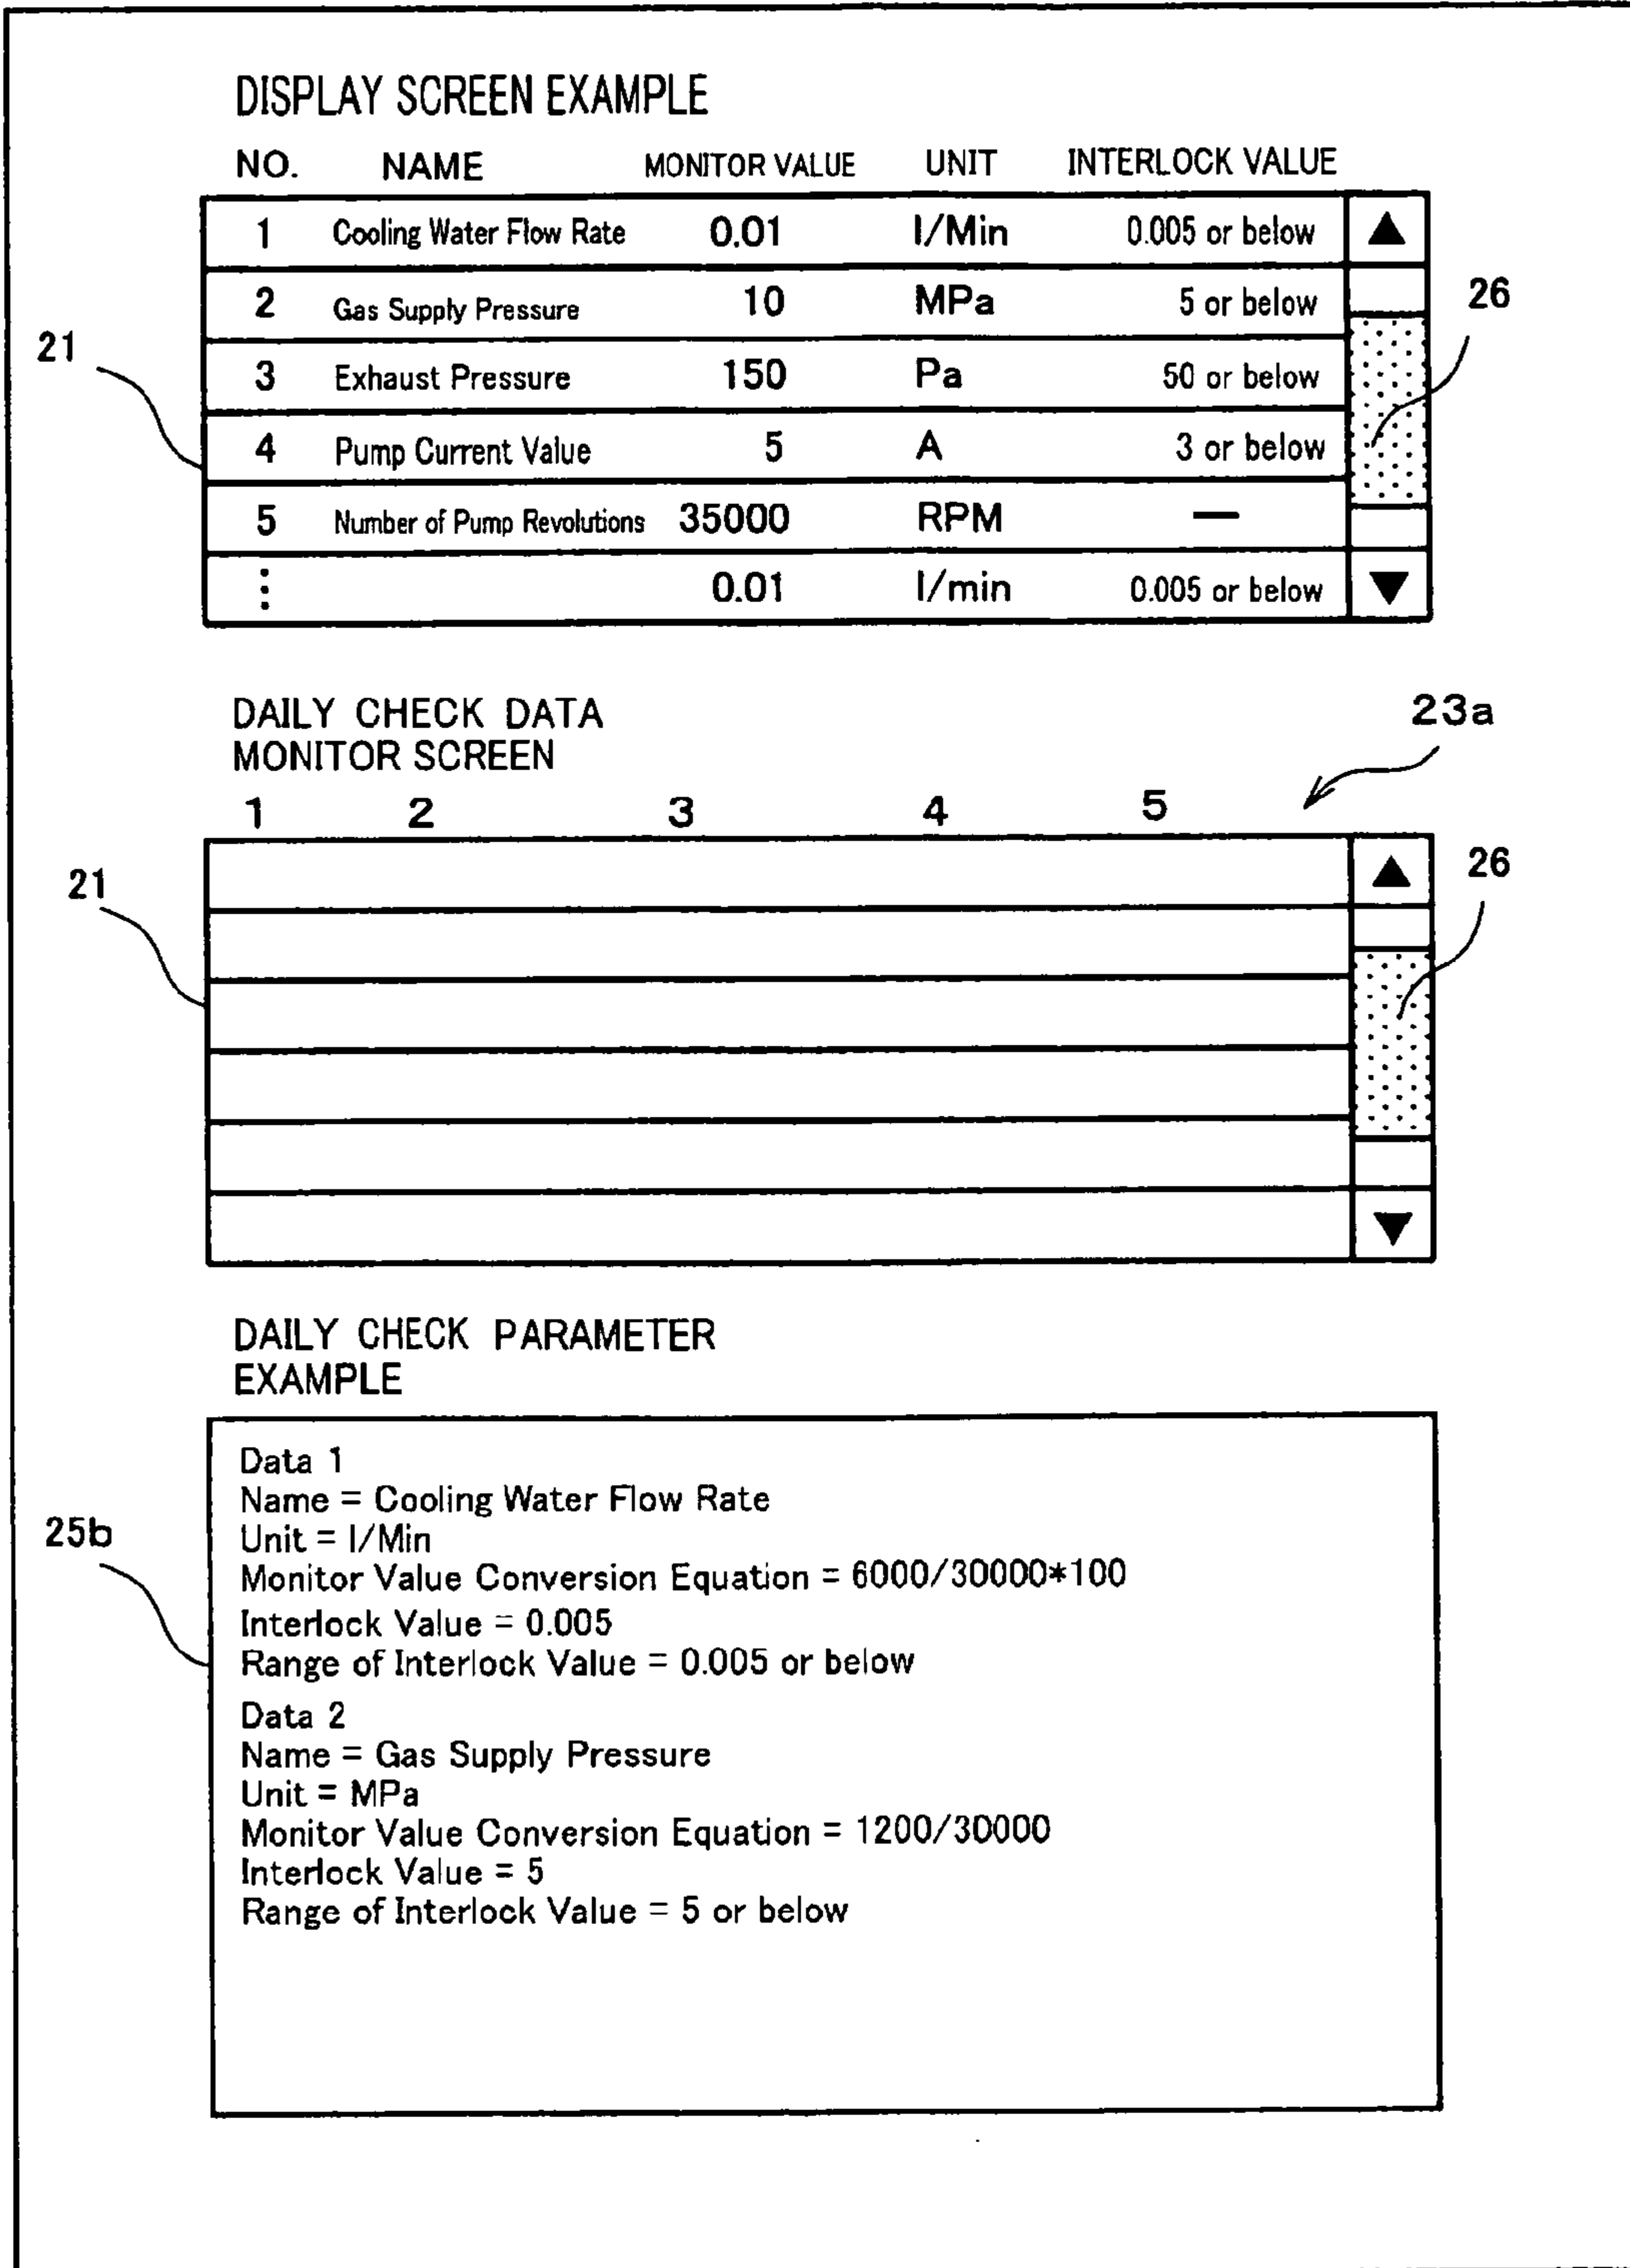 DISPLAY SCREEN EXAMPLE
NO. NAME MONITOR VALUE UNIT INTERLOCK VALUE
1 Cooling Water Flow Rate 0.01 l/Min 0.005 or below
2 Gas Supply Pressure 10 MPa 5 or below
26
21
3 Exhaust Pressure 150 Pa 50 or below
4 Pump Current Value 5 A 3 or below
5 Number of Pump Revolutions 35000 RPM —
⋮ 0.01 l/min 0.005 or below
DAILY CHECK DATA
MONITOR SCREEN
23a
1 2 3 4 5
21
26
DAILY CHECK PARAMETER
EXAMPLE
Data 1
Name = Cooling Water Flow Rate
25b
Unit = l/Min
Monitor Value Conversion Equation = 6000/30000*100
Interlock Value = 0.005
Range of Interlock Value = 0.005 or below
Data 2
Name = Gas Supply Pressure
Unit = MPa
Monitor Value Conversion Equation = 1200/30000
Interlock Value = 5
Range of Interlock Value = 5 or below